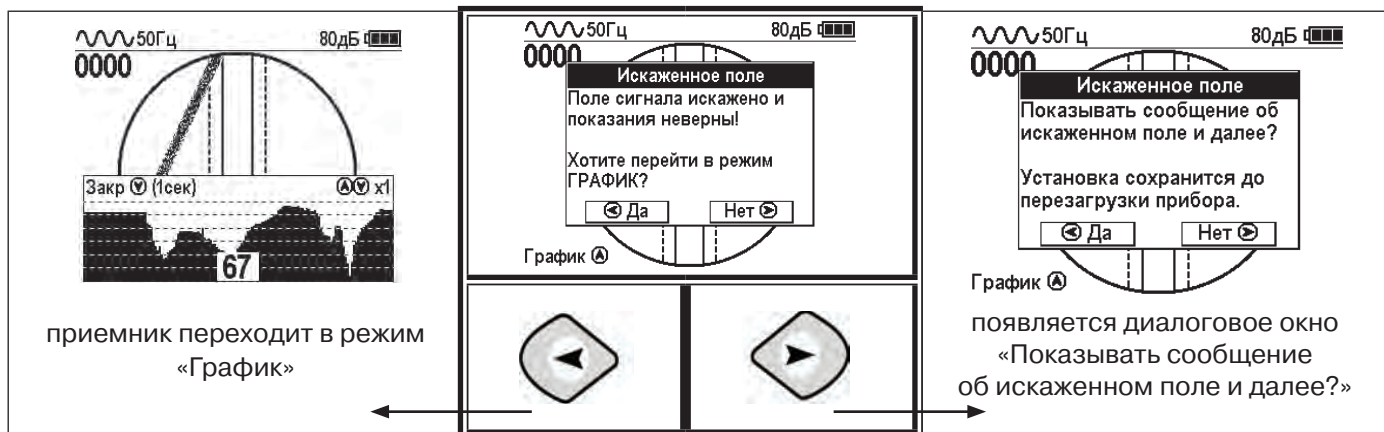 50Гц 80дБ
0000
Закр (1сек) x1
67
приемник переходит в режим
«График»
50Гц 80дБ
0000
Искаженное поле
Поле сигнала искажено и
показания неверны!
Хотите перейти в режим
ГРАФИК?
Да Нет
График
50Гц 80дБ
0000
Искаженное поле
Показывать сообщение об
искаженном поле и далее?
Установка сохранится до
перезагрузки прибора.
Да Нет
График
появляется диалоговое окно
«Показывать сообщение
об искаженном поле и далее?»